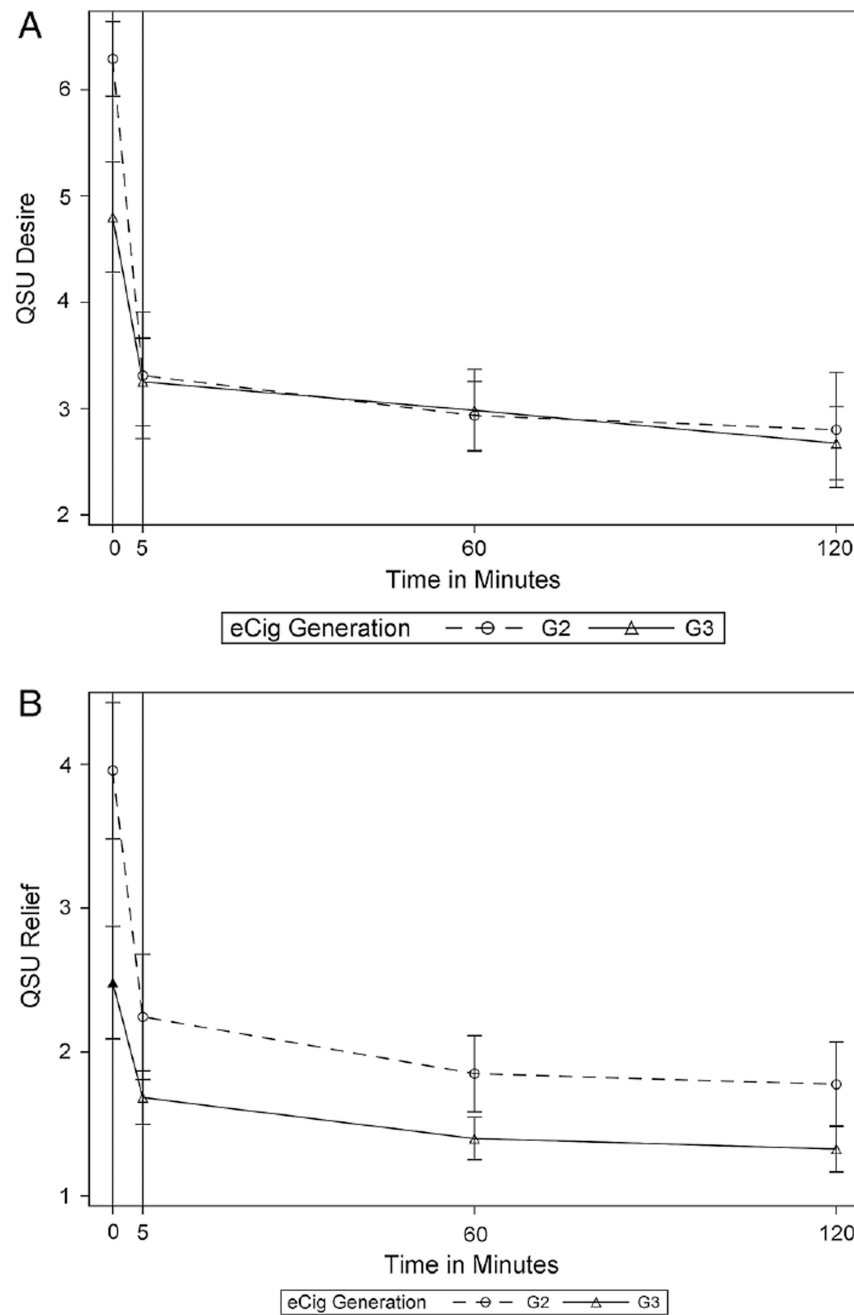 A
6
5
4
3
2
QSU Desire
0 5 60 120
Time in Minutes
eCig Generation G2 G3
B
4
3
2
1
QSU Relief
0 5 60 120
Time in Minutes
eCig Generation G2 G3